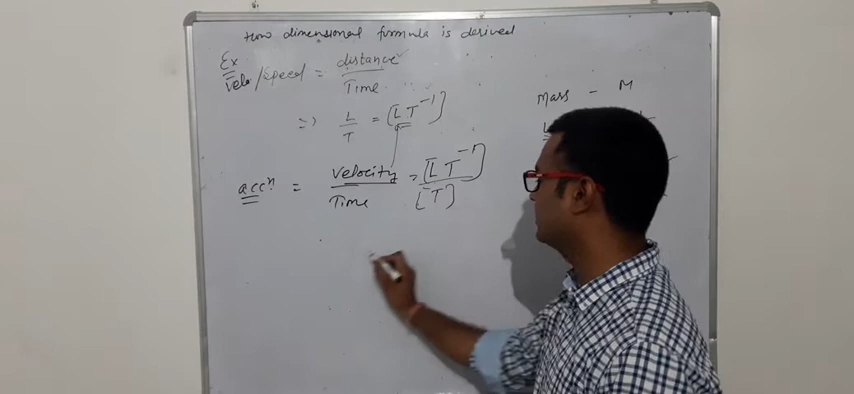 How dimensional formula is derived
Ex
Velo/Speed = distance / Time
=> L/T = [LT⁻¹]
Mass - M
L
accⁿ = velocity / Time = [LT⁻¹] / [T]